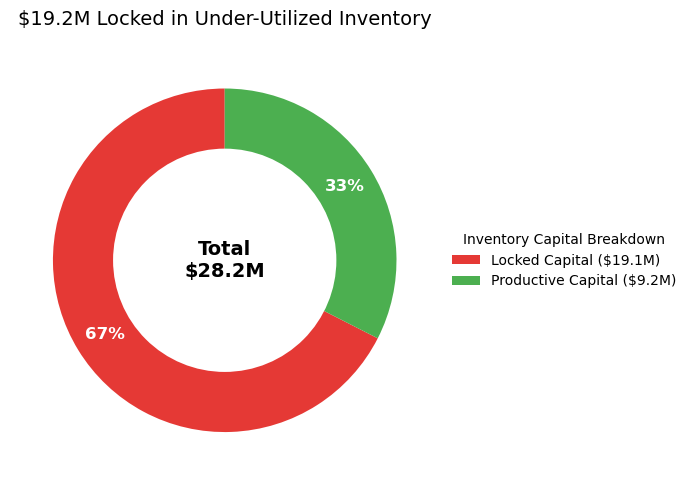 $19.2M Locked in Under-Utilized Inventory
33%
Total
$28.2M
Inventory Capital Breakdown
Locked Capital ($19.1M)
Productive Capital ($9.2M)
67%